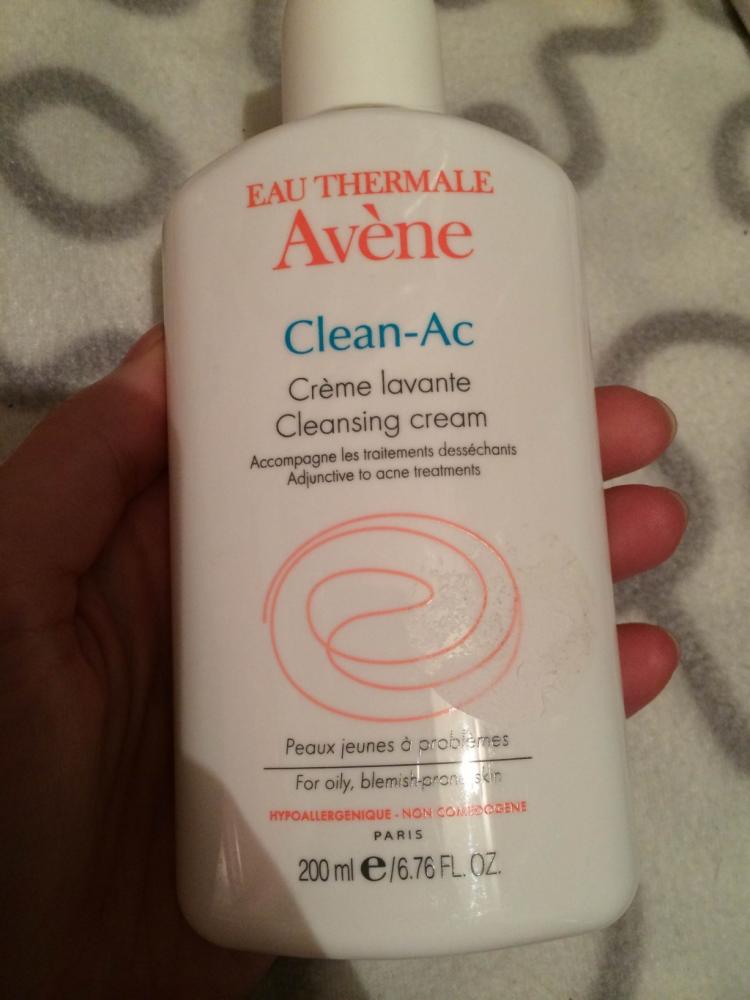 EAU THERMALE
Avène
Clean-Ac
Crème lavante
Cleansing cream
Accompagne les traitements desséchants
Adjunctive to acne treatments
Peaux jeunes à problèmes
For oily, blemish-prone skin
HYPOALLERGENIQUE - NON COMEDOGENE
PARIS
200 ml e/6.76 FL. OZ.